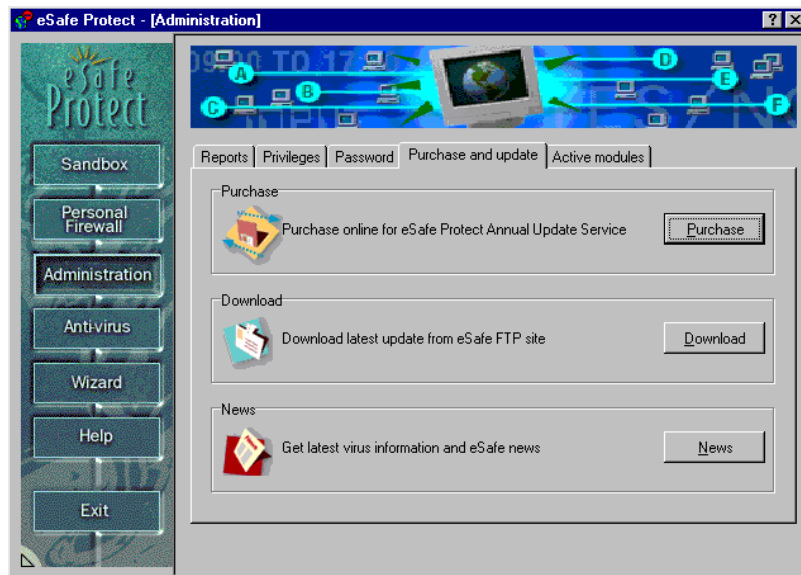 eSafe Protect - [Administration]
eSafe
Protect
Sandbox
Personal
Firewall
Administration
Anti-virus
Wizard
Help
Exit
A
B
C
D
E
F
Reports
Privileges
Password
Purchase and update
Active modules
Purchase
Purchase online for eSafe Protect Annual Update Service
Purchase
Download
Download latest update from eSafe FTP site
Download
News
Get latest virus information and eSafe news
News